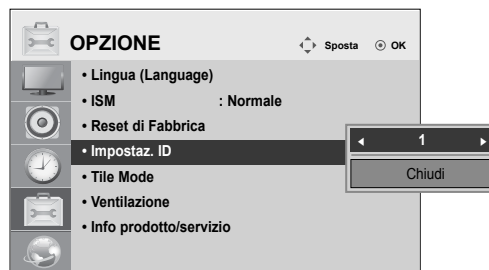 OPZIONE
Sposta OK
• Lingua (Language)
• ISM : Normale
• Reset di Fabbrica
• Impostaz. ID
1
Chiudi
• Tile Mode
• Ventilazione
• Info prodotto/servizio